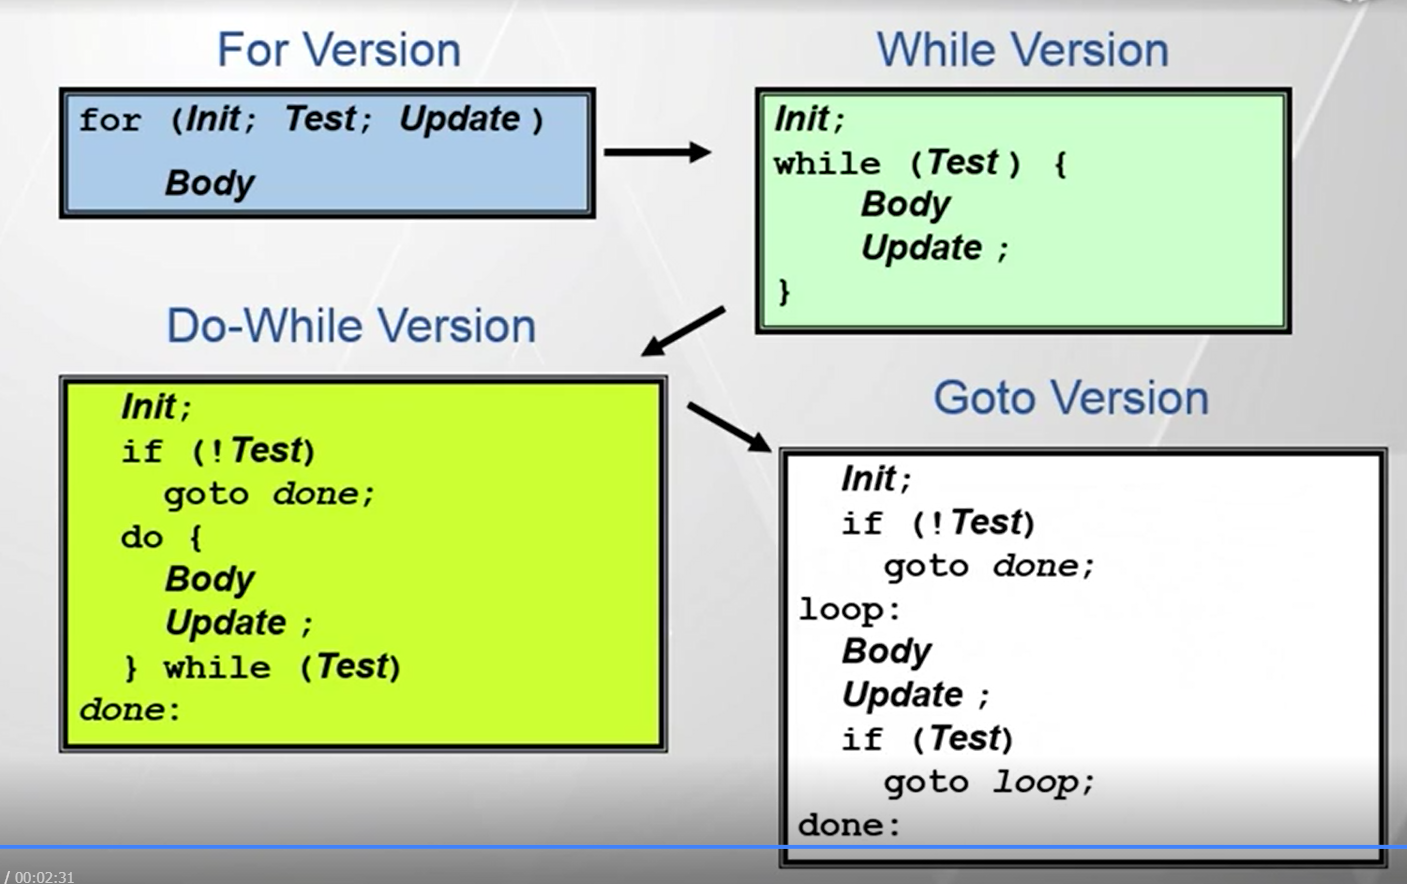 For Version
for (Init; Test; Update )
Body
While Version
Init;
while (Test ) {
Body
Update ;
}
Do-While Version
Init;
if (!Test)
goto done;
do {
Body
Update ;
} while (Test)
done:
Goto Version
Init;
if (!Test)
goto done;
loop:
Body
Update ;
if (Test)
goto loop;
done:
/ 00:02:31